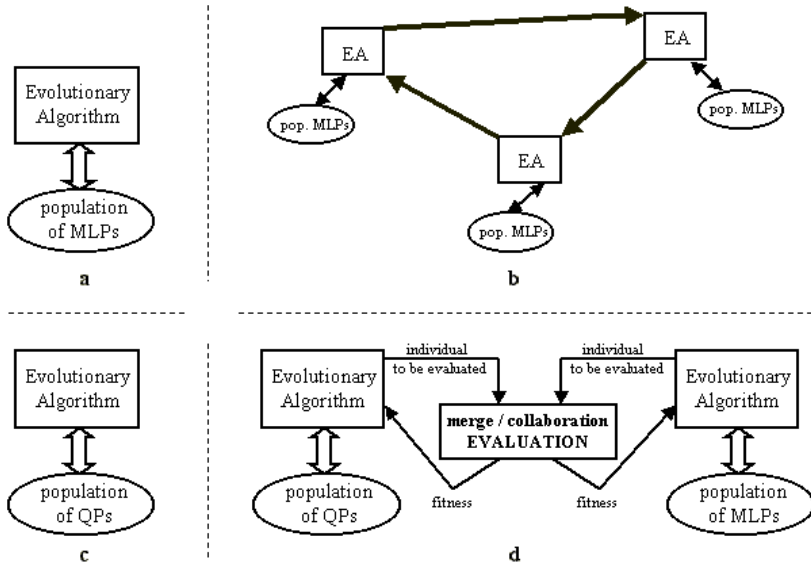 Evolutionary
Algorithm
population
of MLPs
a
EA
pop. MLPs
EA
pop. MLPs
EA
pop. MLPs
b
Evolutionary
Algorithm
population
of QPs
c
Evolutionary
Algorithm
population
of QPs
individual
to be evaluated
individual
to be evaluated
merge / collaboration
EVALUATION
fitness
fitness
Evolutionary
Algorithm
population
of MLPs
d